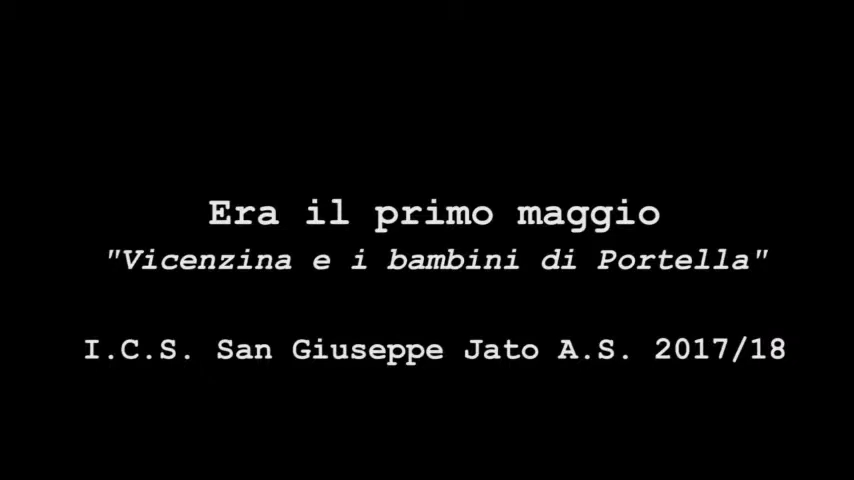 Era il primo maggio
"Vicenzina e i bambini di Portella"
I.C.S. San Giuseppe Jato A.S. 2017/18